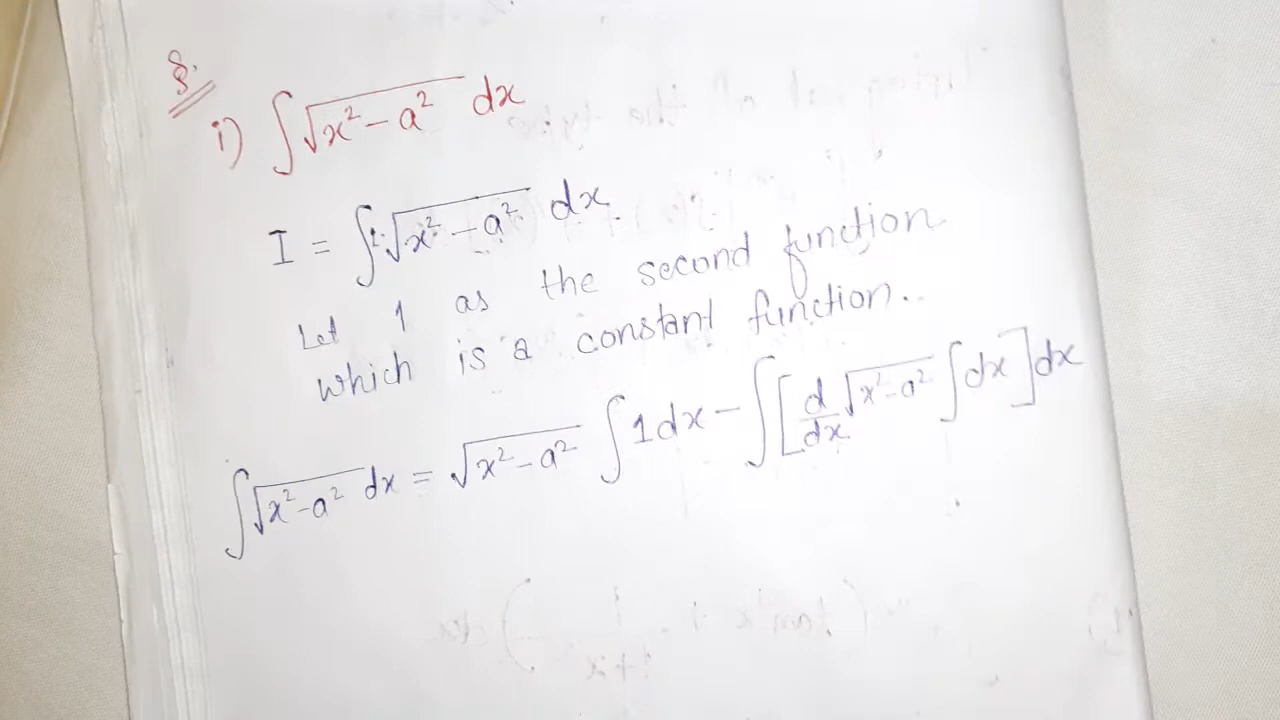 §.
i) ∫√x²-a² dx
I = ∫1·√x²-a² dx.
Let 1 as the second function
which is a constant function.
∫√x²-a² dx = √x²-a² ∫1dx - ∫[d/dx √x²-a² ∫dx]dx